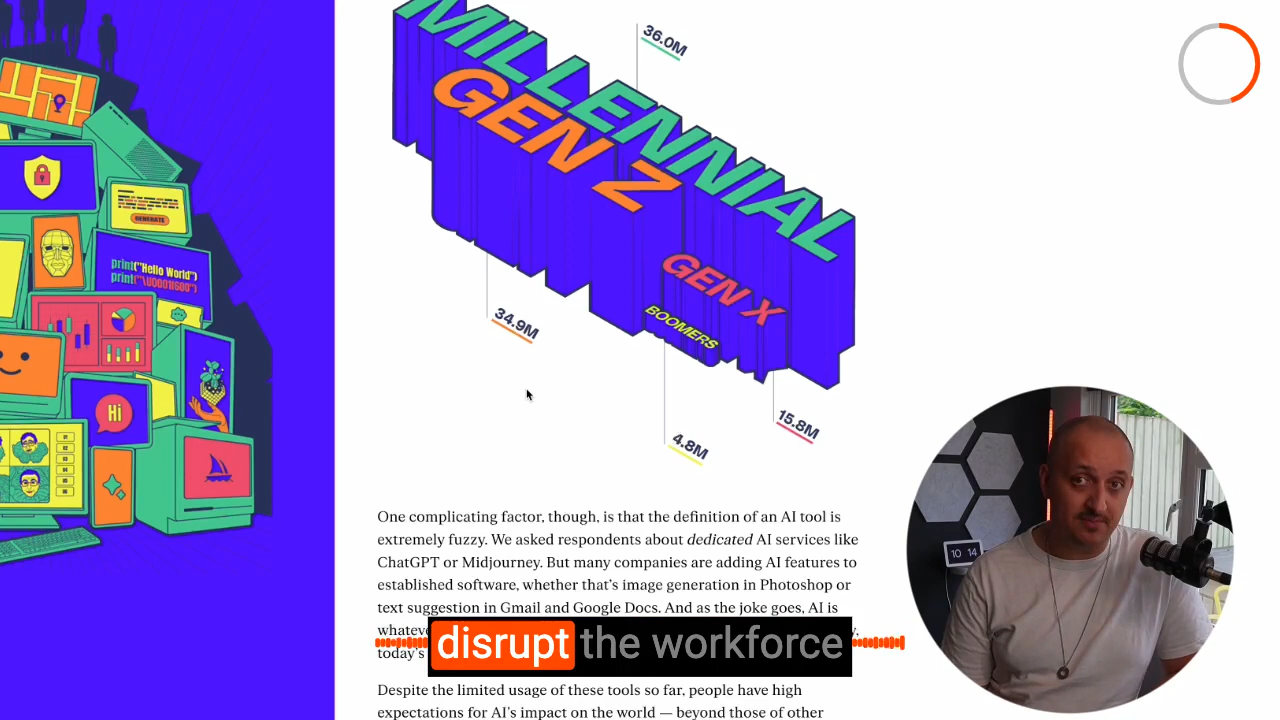 36.0M
MILLENNIAL
GEN Z
GEN X
BOOMERS
34.9M
15.8M
4.8M
GENERATE
print("Hello World")
print("\U0001F600")
Hi
10 14
One complicating factor, though, is that the definition of an AI tool is
extremely fuzzy. We asked respondents about dedicated AI services like
ChatGPT or Midjourney. But many companies are adding AI features to
established software, whether that's image generation in Photoshop or
text suggestion in Gmail and Google Docs. And as the joke goes, AI is
today's
disrupt the workforce
Despite the limited usage of these tools so far, people have high
expectations for AI's impact on the world — beyond those of other